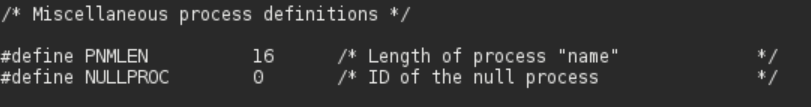 /* Miscellaneous process definitions */
#define PNMLEN 16 /* Length of process "name" */
#define NULLPROC 0 /* ID of the null process */